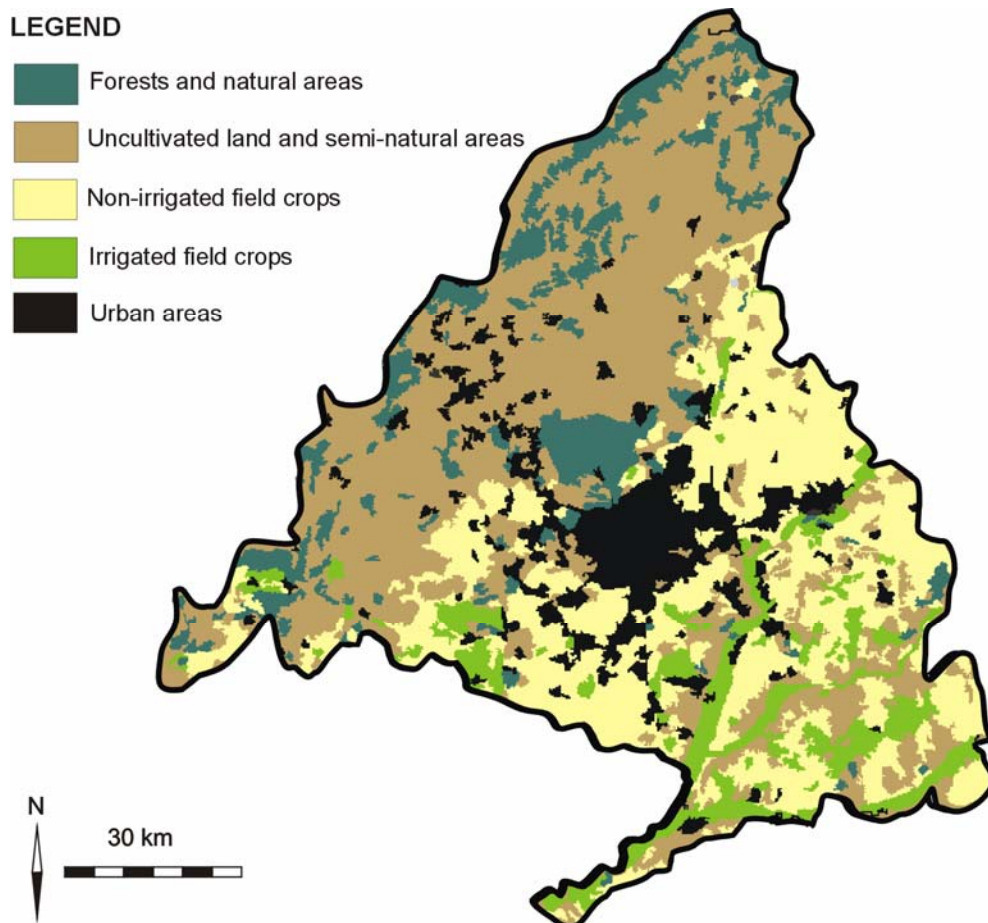 LEGEND
Forests and natural areas
Uncultivated land and semi-natural areas
Non-irrigated field crops
Irrigated field crops
Urban areas
N
30 km